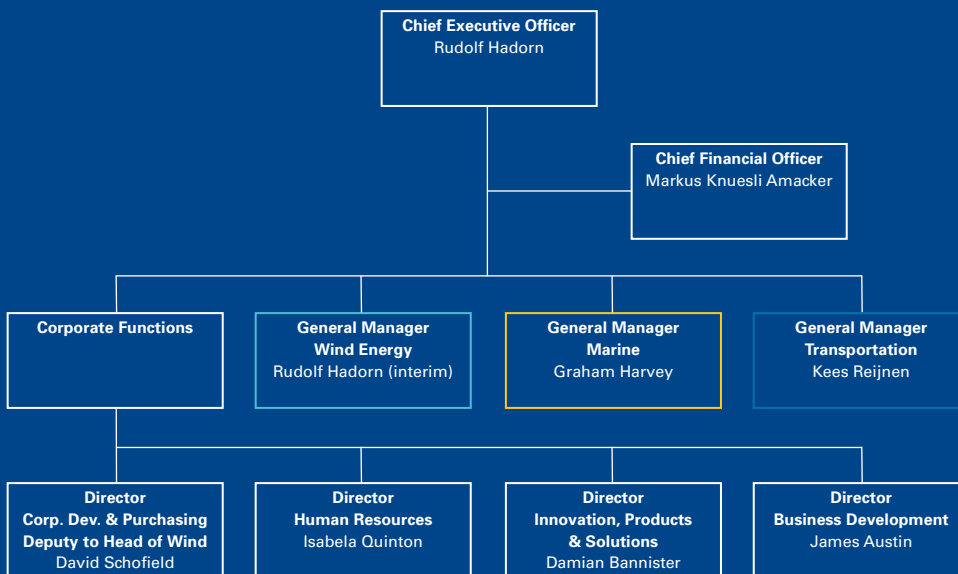 Chief Executive Officer
Rudolf Hadorn
Chief Financial Officer
Markus Knuesli Amacker
Corporate Functions
General Manager
Wind Energy
Rudolf Hadorn (interim)
General Manager
Marine
Graham Harvey
General Manager
Transportation
Kees Reijnen
Director
Corp. Dev. & Purchasing
Deputy to Head of Wind
David Schofield
Director
Human Resources
Isabela Quinton
Director
Innovation, Products
& Solutions
Damian Bannister
Director
Business Development
James Austin